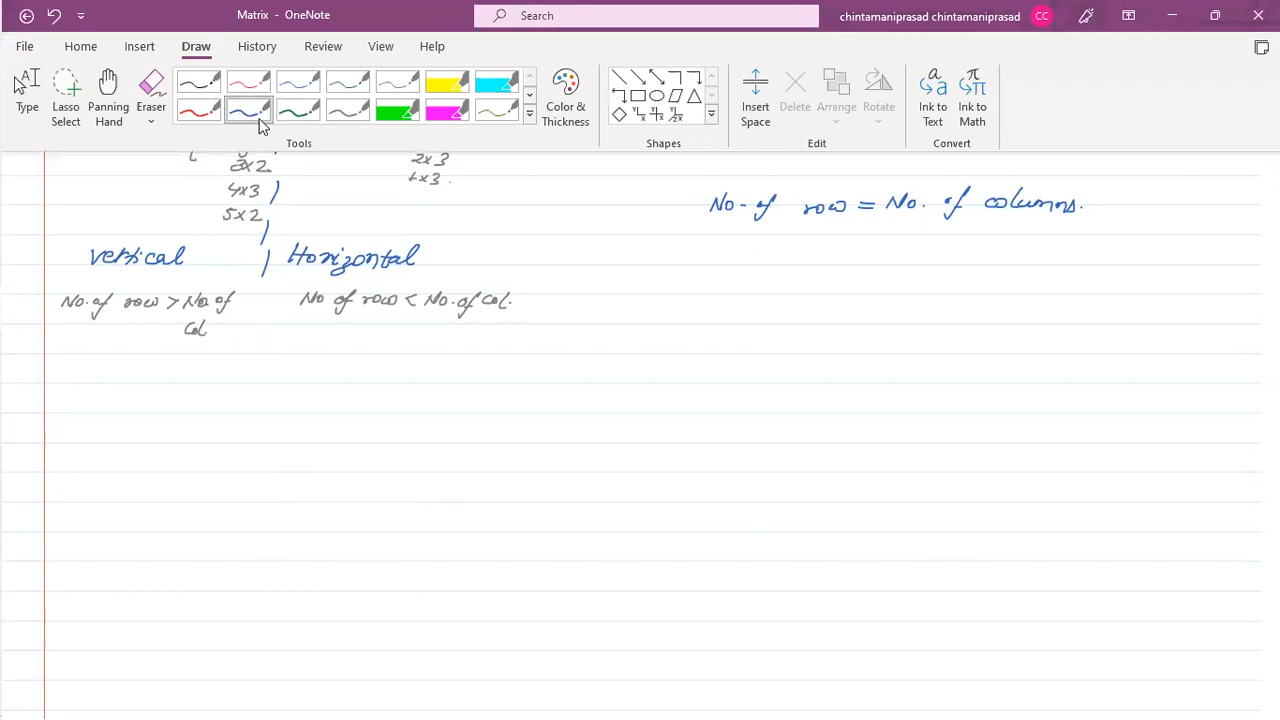 Matrix - OneNote
Search
chintamaniprasad chintamaniprasad
CC
File Home Insert Draw History Review View Help
Type
Lasso Select
Panning Hand
Eraser
Color & Thickness
Insert Space
Delete
Arrange
Rotate
Ink to Text
Ink to Math
Tools
Shapes
Edit
Convert
3x2
4x3
5x2
2x3
1x3.
vertical
Horizontal
No. of row > No. of
Col.
No of row < No. of col.
No- of row = No. of columns.